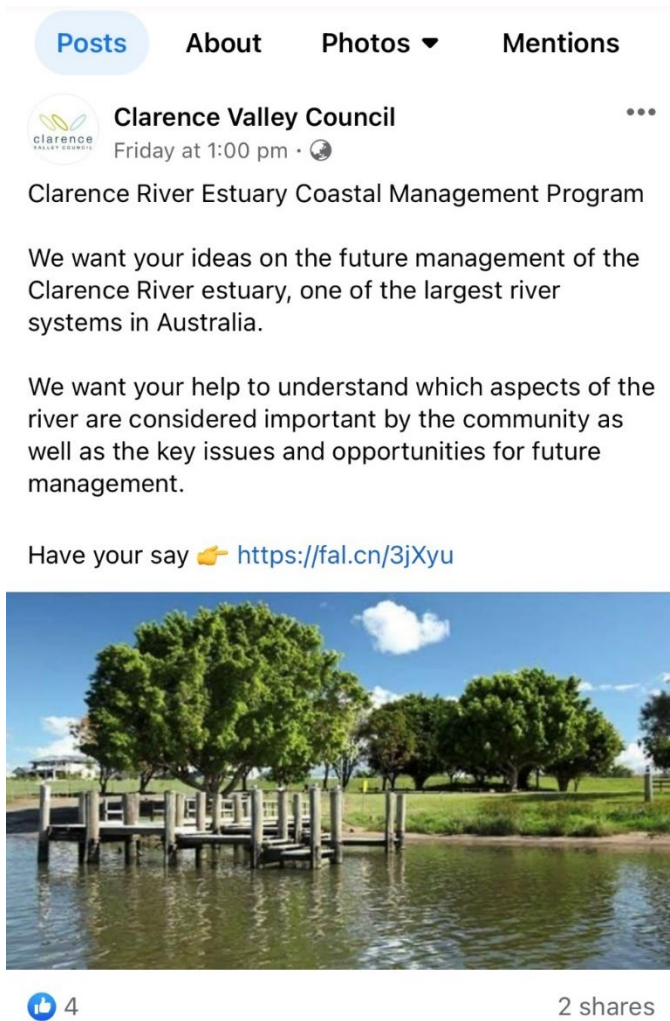 Posts About Photos Mentions
Clarence Valley Council
clarence
VALLEY COUNCIL
Friday at 1:00 pm ·
Clarence River Estuary Coastal Management Program
We want your ideas on the future management of the
Clarence River estuary, one of the largest river
systems in Australia.
We want your help to understand which aspects of the
river are considered important by the community as
well as the key issues and opportunities for future
management.
Have your say 👉 https://fal.cn/3jXyu
4 2 shares